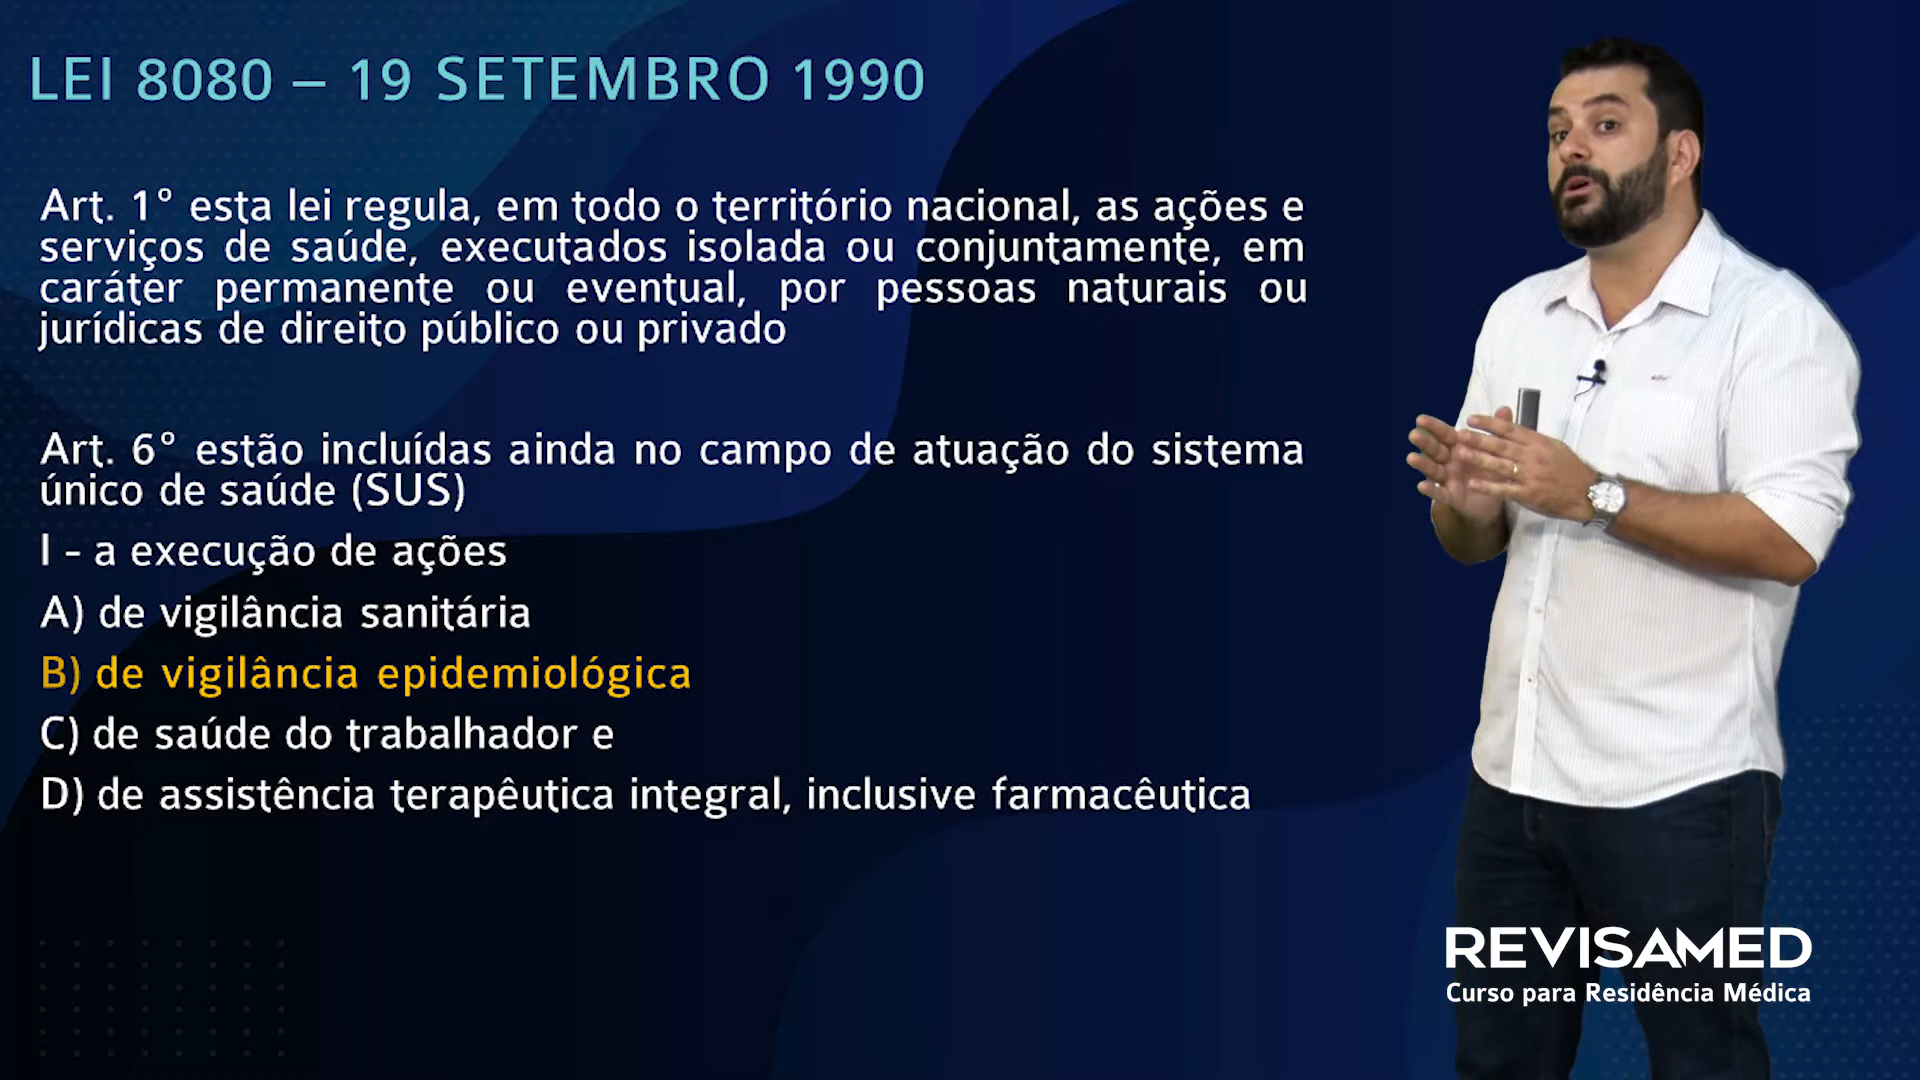 LEI 8080 – 19 SETEMBRO 1990
Art. 1° esta lei regula, em todo o território nacional, as ações e
serviços de saúde, executados isolada ou conjuntamente, em
caráter permanente ou eventual, por pessoas naturais ou
jurídicas de direito público ou privado
Art. 6° estão incluídas ainda no campo de atuação do sistema
único de saúde (SUS)
I - a execução de ações
A) de vigilância sanitária
B) de vigilância epidemiológica
C) de saúde do trabalhador e
D) de assistência terapêutica integral, inclusive farmacêutica
REVISAMED
Curso para Residência Médica